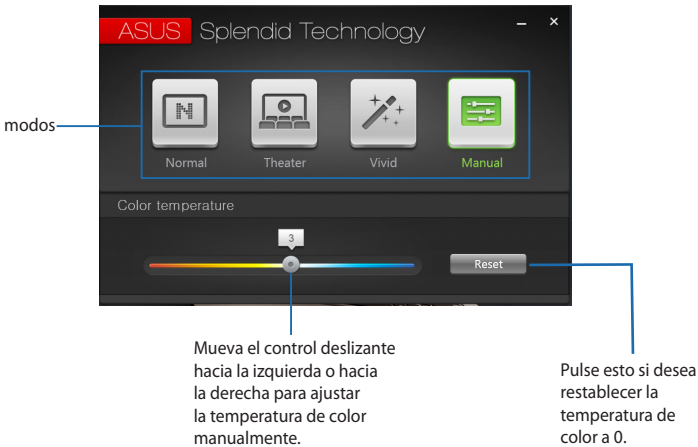 ASUS Splendid Technology
modos
Normal
Theater
Vivid
Manual
Color temperature
3
Reset
Mueva el control deslizante
hacia la izquierda o hacia
la derecha para ajustar
la temperatura de color
manualmente.
Pulse esto si desea
restablecer la
temperatura de
color a 0.